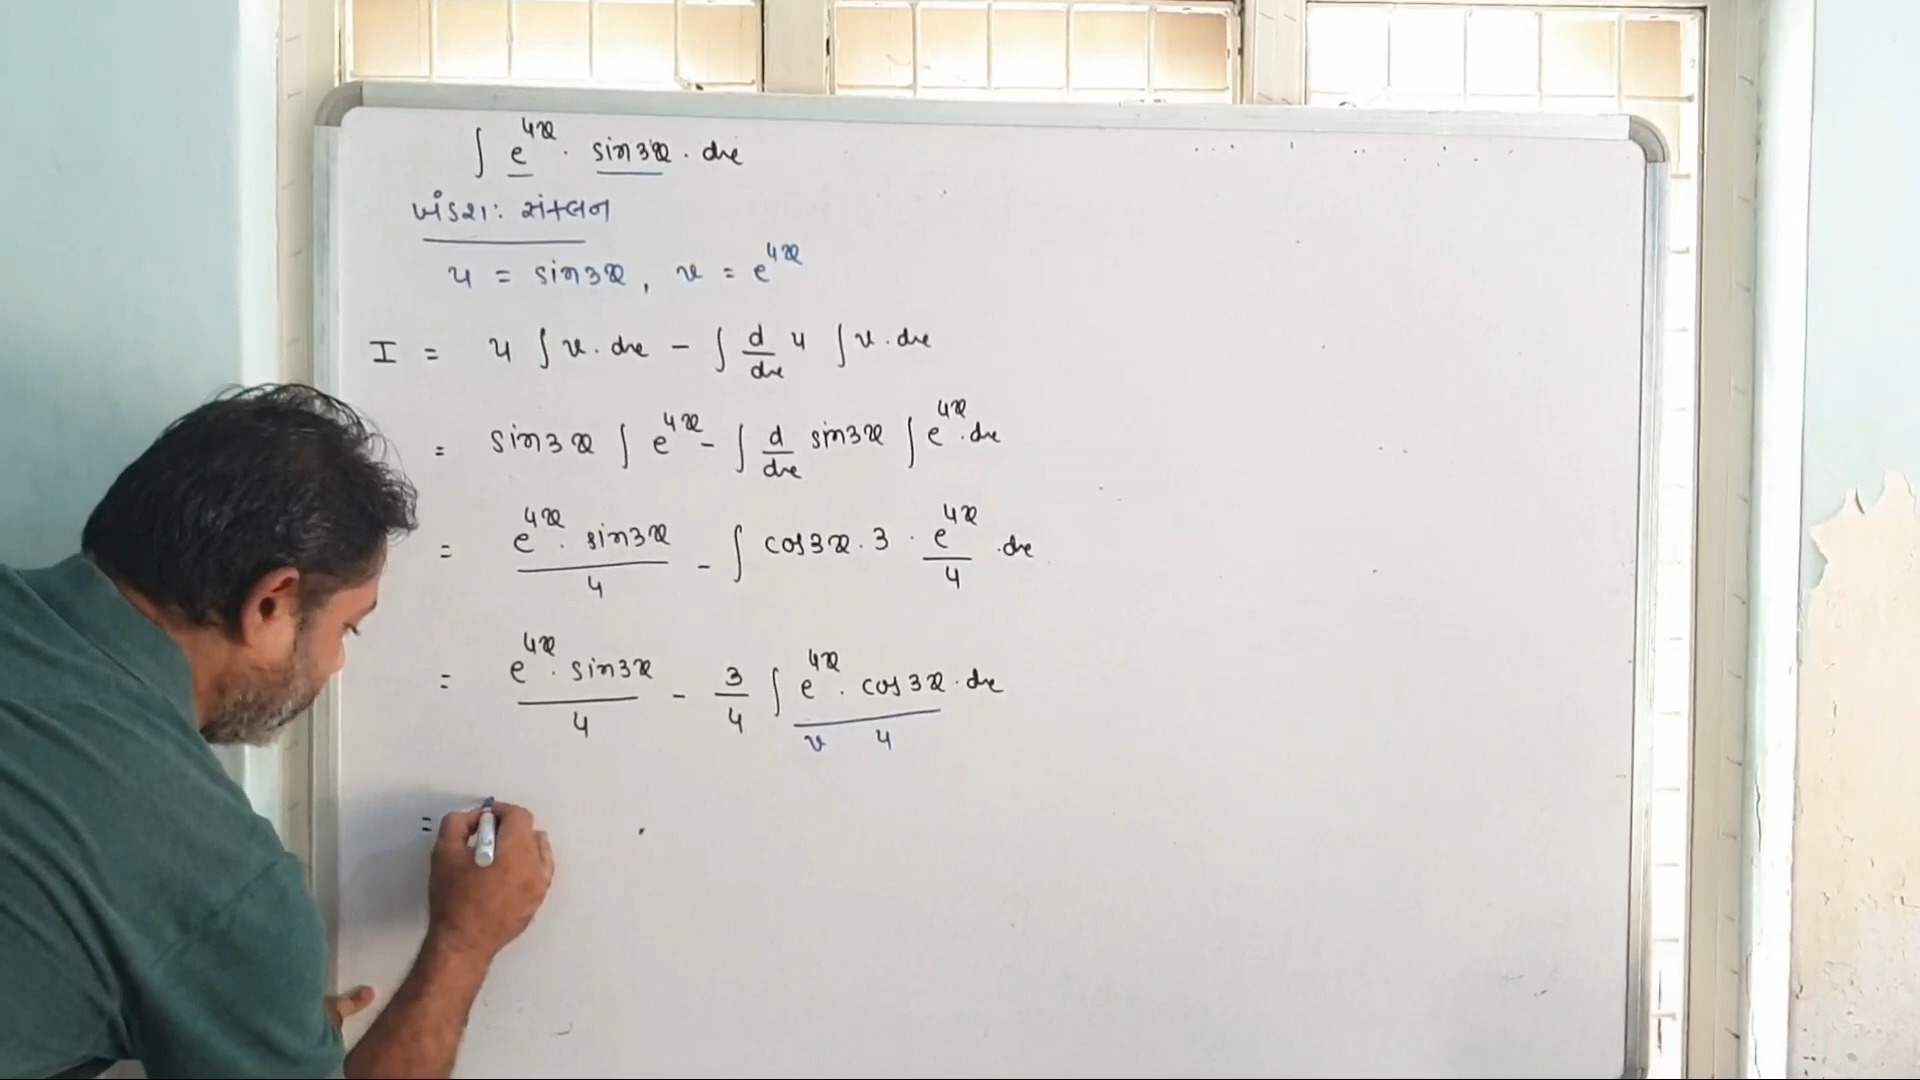 ∫ e^{4x} · sin3x · dx
ખંડશઃ સંકલન
u = sin3x, v = e^{4x}
I = u ∫ v · dx - ∫ d/dx u ∫ v · dx
= sin3x ∫ e^{4x} - ∫ d/dx sin3x ∫ e^{4x} · dx
= e^{4x} · sin3x / 4 - ∫ cos3x · 3 · e^{4x} / 4 · dx
= e^{4x} · sin3x / 4 - 3/4 ∫ e^{4x} · cos3x · dx
v u
=